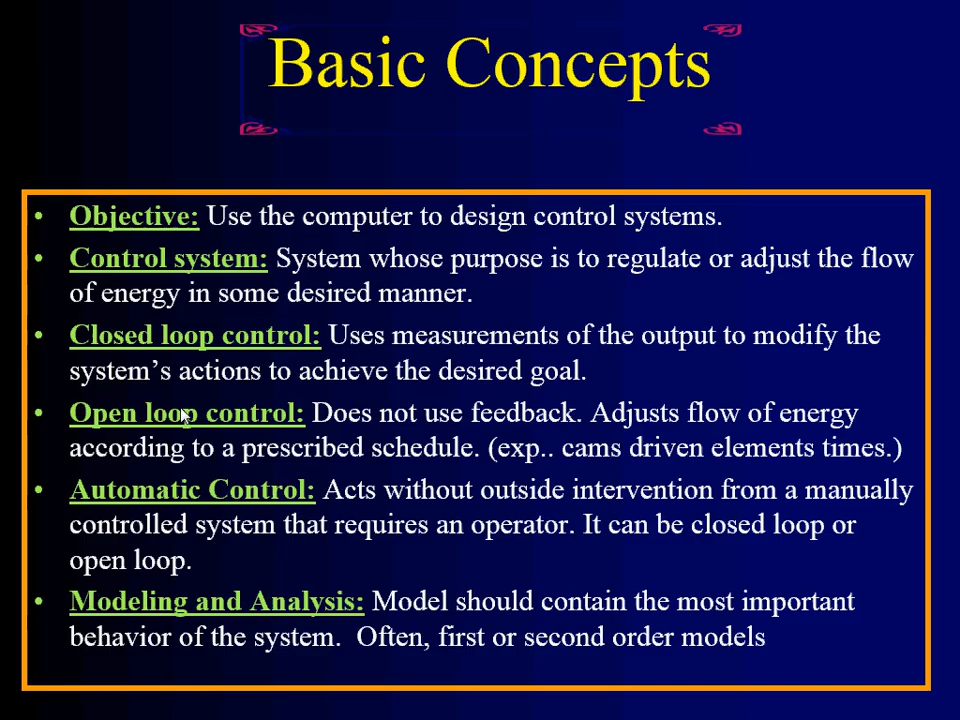 Basic Concepts
• Objective: Use the computer to design control systems.
• Control system: System whose purpose is to regulate or adjust the flow
of energy in some desired manner.
• Closed loop control: Uses measurements of the output to modify the
system’s actions to achieve the desired goal.
• Open loop control: Does not use feedback. Adjusts flow of energy
according to a prescribed schedule. (exp.. cams driven elements times.)
• Automatic Control: Acts without outside intervention from a manually
controlled system that requires an operator. It can be closed loop or
open loop.
• Modeling and Analysis: Model should contain the most important
behavior of the system.  Often, first or second order models